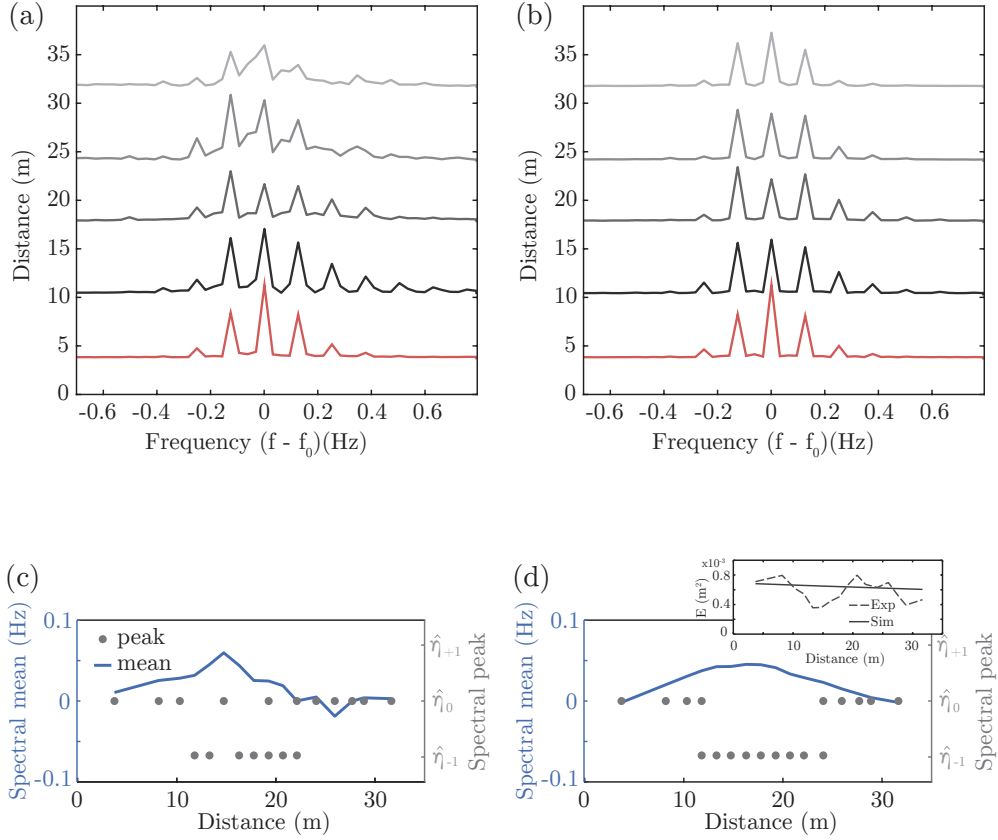 (a)
(b)
Distance (m)
35
30
25
20
15
10
5
0
-0.6 -0.4 -0.2 0 0.2 0.4 0.6
Frequency (f - f₀)(Hz)
Distance (m)
35
30
25
20
15
10
5
0
-0.6 -0.4 -0.2 0 0.2 0.4 0.6
Frequency (f - f₀)(Hz)
(c)
Spectral mean (Hz)
0.1
0
-0.1
peak
mean
η̂₊₁
η̂₀
η̂₋₁
Spectral peak
0 10 20 30
Distance (m)
(d)
Spectral mean (Hz)
0.1
0
-0.1
x10⁻³
E (m²)
0.8
0.4
0
Exp
Sim
0 10 20 30
Distance (m)
η̂₊₁
η̂₀
η̂₋₁
Spectral peak
0 10 20 30
Distance (m)